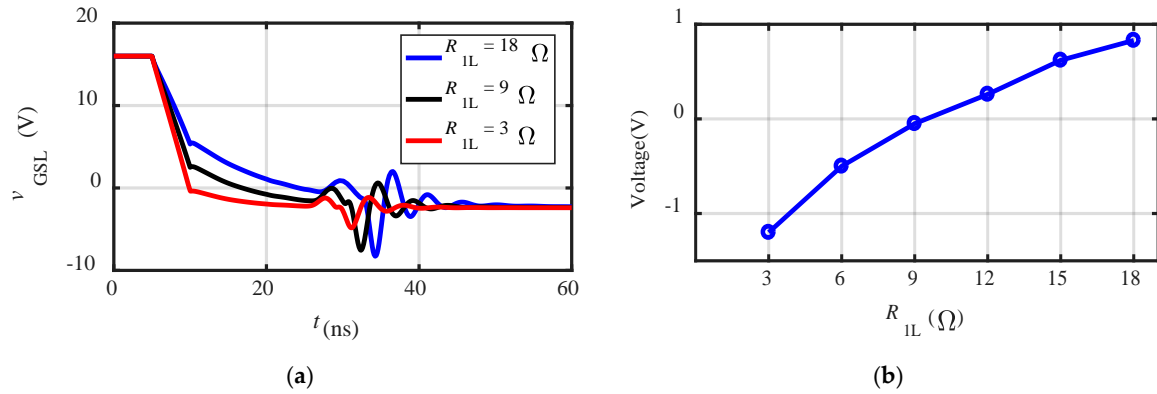 20
10
0
-10
v GSL (V)
R 1L = 18 Ω
R 1L = 9 Ω
R 1L = 3 Ω
0 20 40 60
t (ns)
(a)
1
0
-1
Voltage(V)
3 6 9 12 15 18
R 1L (Ω)
(b)